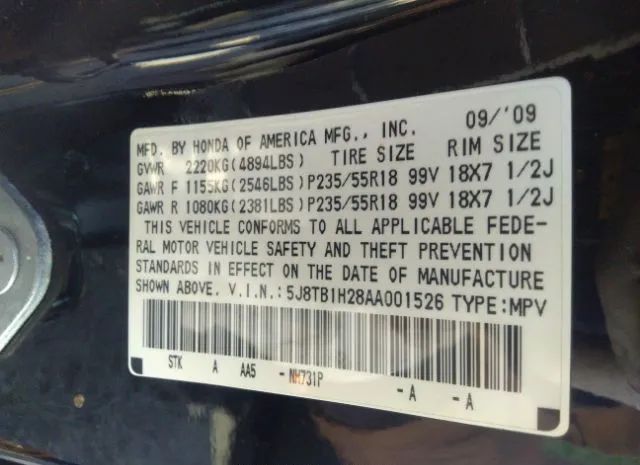 09/'09
MFD. BY HONDA OF AMERICA MFG., INC.
GVWR 2220KG(4894LBS) TIRE SIZE RIM SIZE
GAWR F 1155KG(2546LBS)P235/55R18 99V 18X7 1/2J
GAWR R 1080KG(2381LBS)P235/55R18 99V 18X7 1/2J
THIS VEHICLE CONFORMS TO ALL APPLICABLE FEDE-
RAL MOTOR VEHICLE SAFETY AND THEFT PREVENTION
STANDARDS IN EFFECT ON THE DATE OF MANUFACTURE
SHOWN ABOVE. V.I.N.:5J8TB1H28AA001526 TYPE:MPV
STK A AA5 -NH731P -A -A